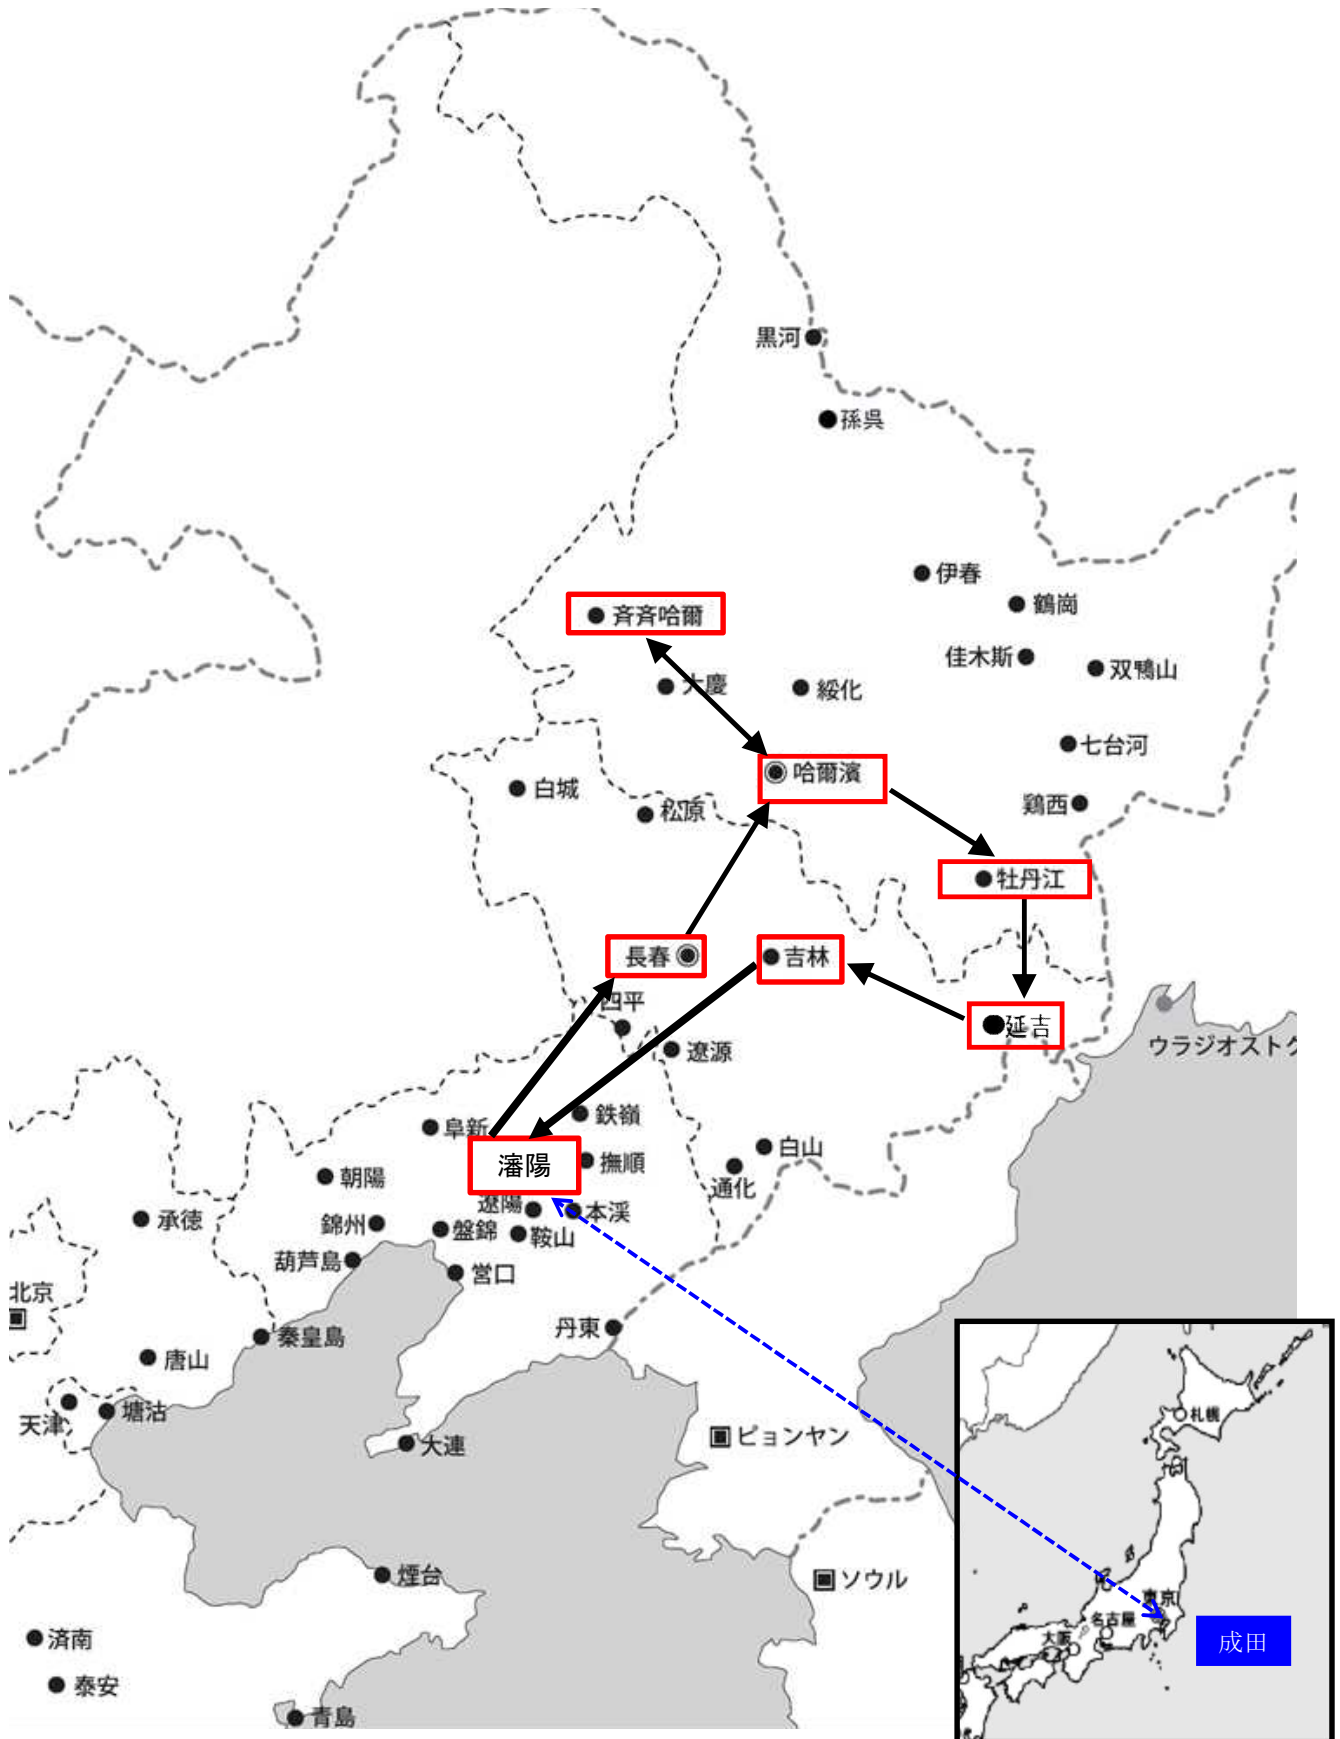 黒河
孫呉
伊春
鶴崗
斉斉哈爾
佳木斯
双鴨山
大慶
綏化
七台河
哈爾濱
白城
松原
鶏西
牡丹江
長春
吉林
四平
延吉
遼源
ウラジオストク
鉄嶺
阜新
白山
瀋陽
撫順
朝陽
通化
遼陽
本渓
承徳
錦州
盤錦
鞍山
葫芦島
営口
北京
丹東
秦皇島
唐山
天津
塘沽
大連
ピョンヤン
札幌
煙台
ソウル
東京
名古屋
大阪
成田
済南
泰安
青島